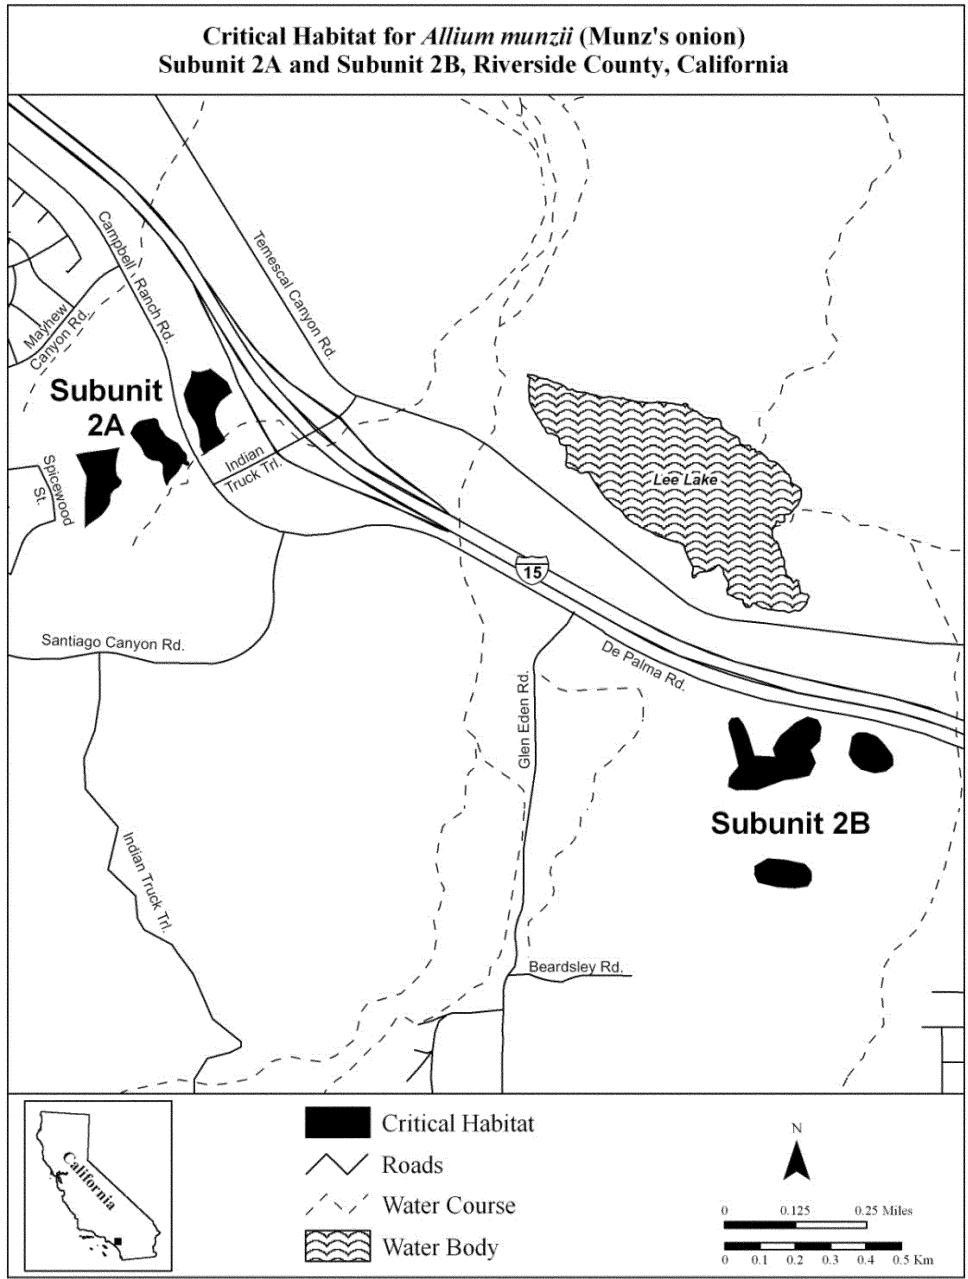 Critical Habitat for Allium munzii (Munz's onion)
Subunit 2A and Subunit 2B, Riverside County, California
Campbell Ranch Rd.
Temescal Canyon Rd.
Mayhew
Canyon Rd.
Subunit
2A
Indian
Truck Trl.
Spicewood
St.
Lee Lake
15
Santiago Canyon Rd.
De Palma Rd.
Glen Eden Rd.
Subunit 2B
Indian Truck Trl.
Beardsley Rd.
California
Critical Habitat
Roads
Water Course
Water Body
N
0 0.125 0.25 Miles
0 0.1 0.2 0.3 0.4 0.5 Km